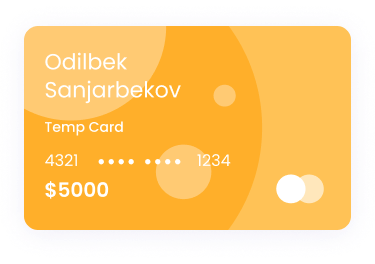 Odilbek
Sanjarbekov
Temp Card
4321 •••• •••• 1234
$5000